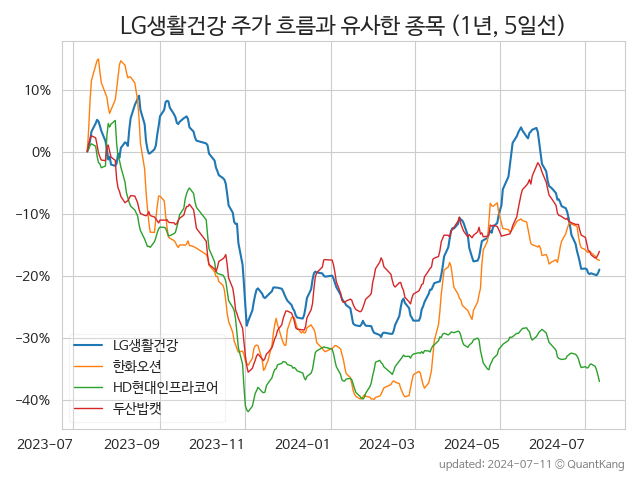 LG생활건강 주가 흐름과 유사한 종목 (1년, 5일선)
10%
0%
−10%
−20%
−30%
−40%
LG생활건강
한화오션
HD현대인프라코어
두산밥캣
2023-07 2023-09 2023-11 2024-01 2024-03 2024-05 2024-07
updated: 2024-07-11 © QuantKang